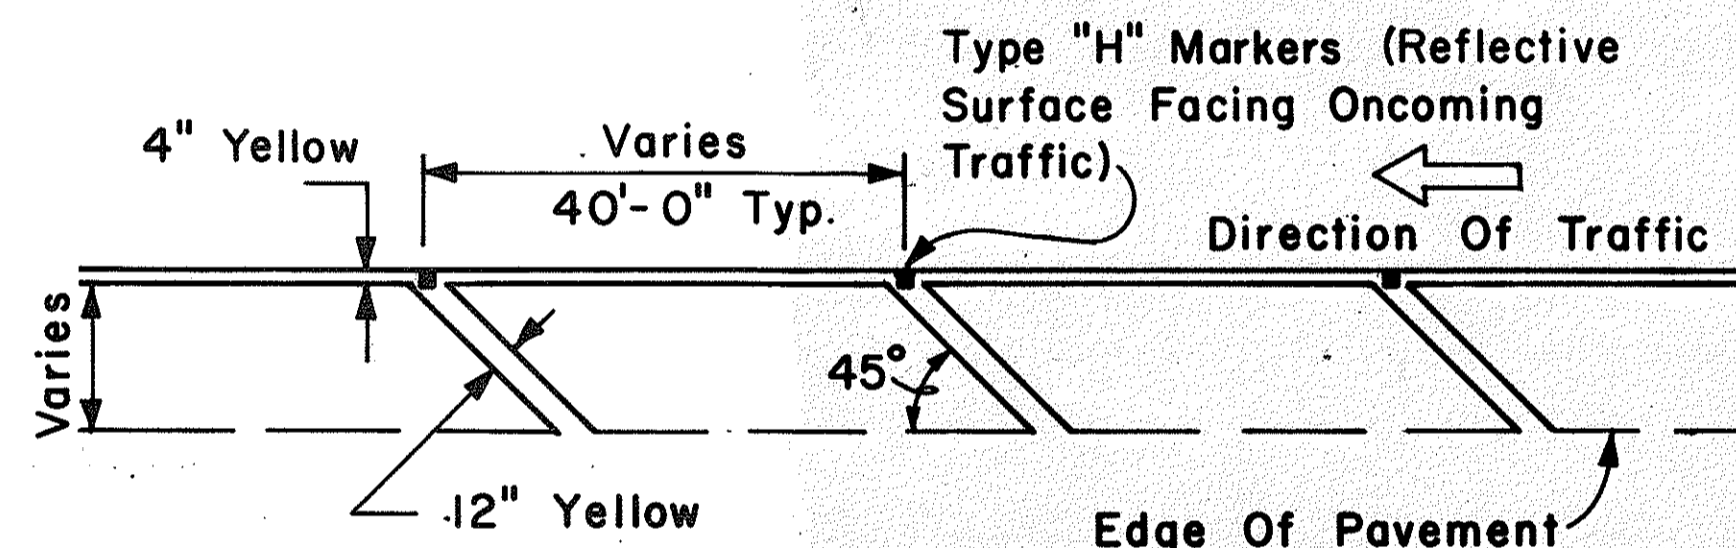 Type "H" Markers (Reflective
Surface Facing Oncoming
Traffic)
4" Yellow
Varies
40'-0" Typ.
Direction Of Traffic
Varies
45°
12" Yellow
Edge Of Pavement